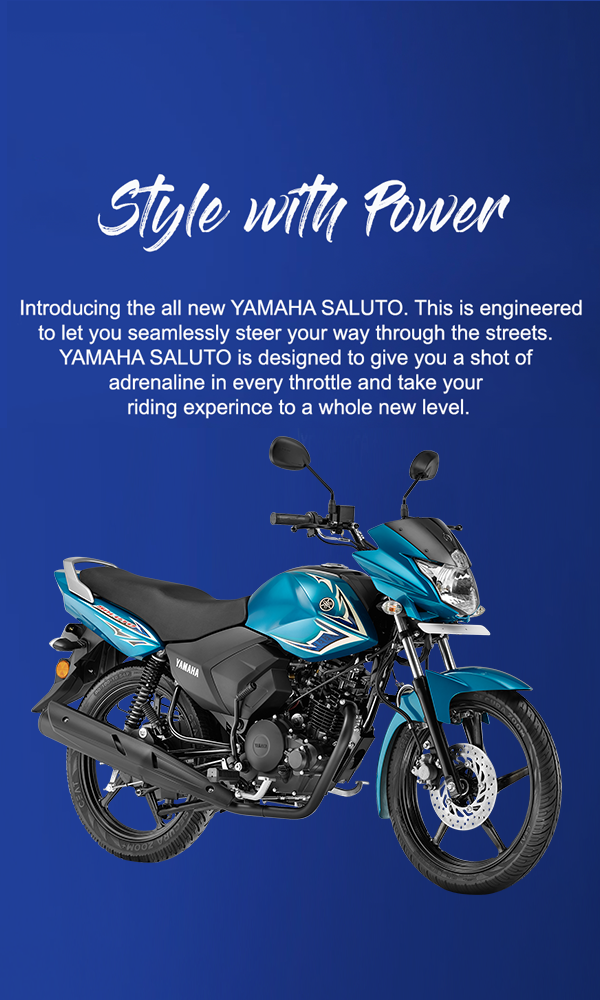 Style with Power
Introducing the all new YAMAHA SALUTO. This is engineered
to let you seamlessly steer your way through the streets.
YAMAHA SALUTO is designed to give you a shot of
adrenaline in every throttle and take your
riding experince to a whole new level.
YAMAHA
YAMAHA